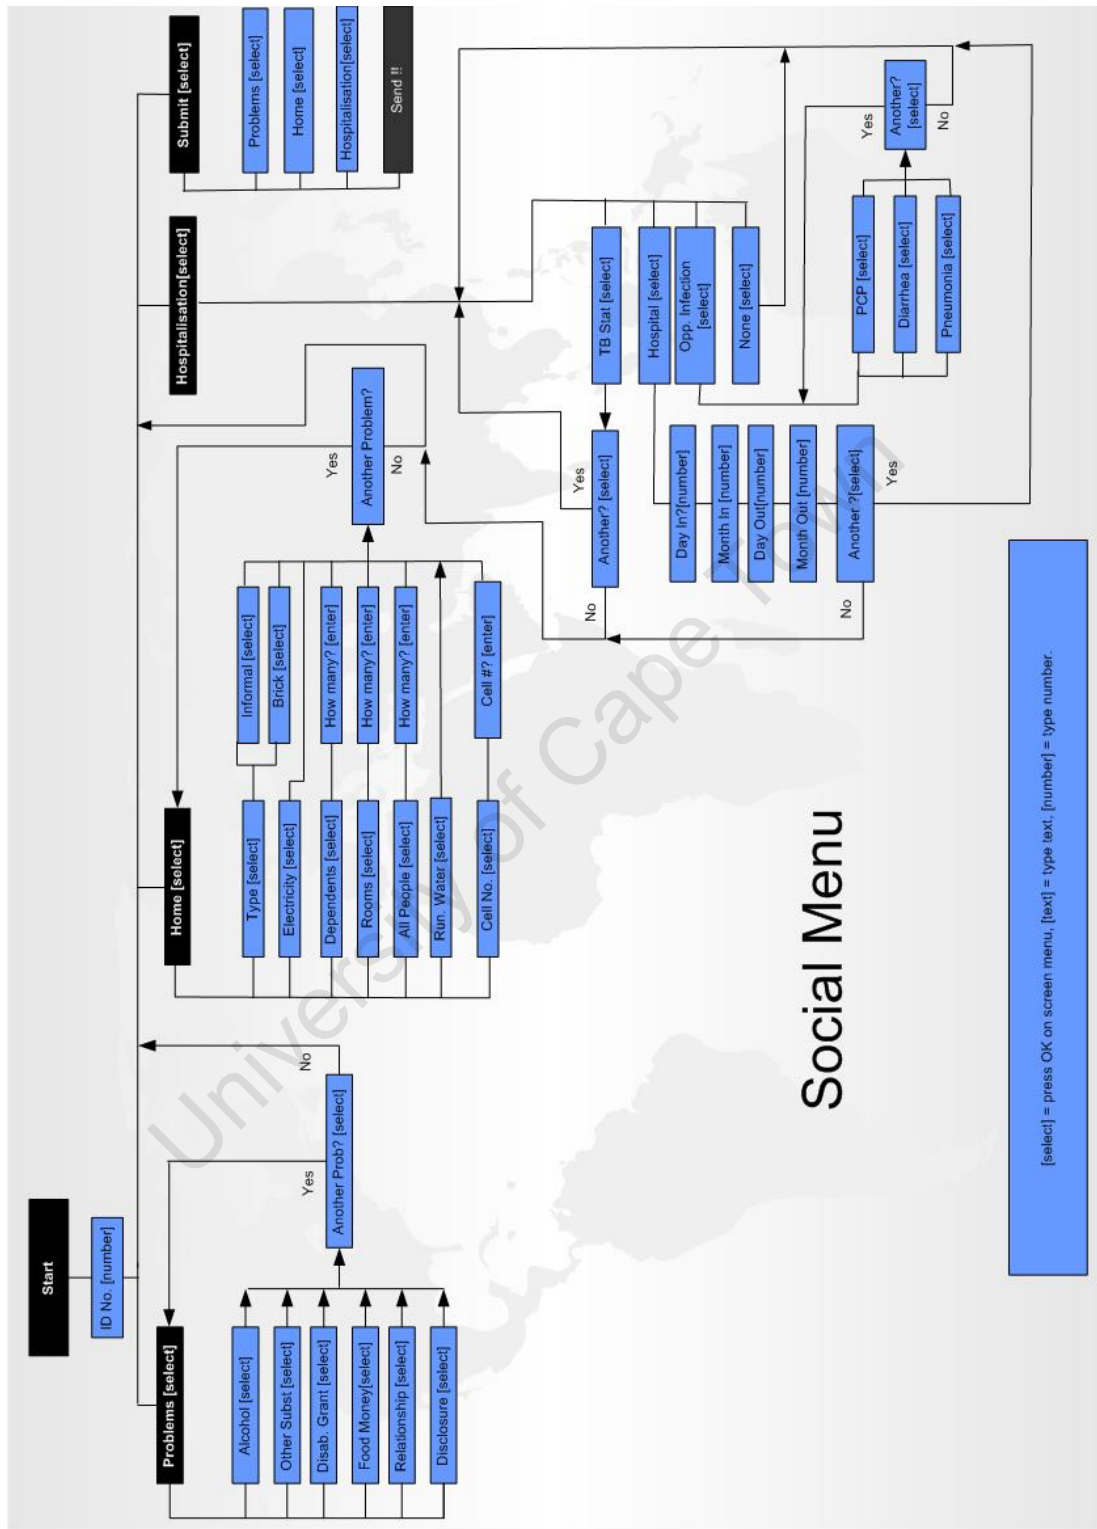 Start
ID No. [number]
Problems [select]
Alcohol [select]
Other Subst [select]
Disab. Grant [select]
Food Money[select]
Relationship [select]
Disclosure [select]
Another Prob? [select]
Yes
No
Home [select]
Type [select]
Electricity [select]
Dependents [select]
Rooms [select]
All People [select]
Run. Water [select]
Cell No. [select]
Informal [select]
Brick [select]
How many? [enter]
How many? [enter]
How many? [enter]
Cell #? [enter]
Another Problem?
Yes
No
Hospitalisation[select]
TB Stat [select]
Hospital [select]
Opp. Infection
[select]
None [select]
Another? [select]
Yes
No
Day In?[number]
Month In [number]
Day Out[number]
Month Out [number]
Another ?[select]
Yes
No
PCP [select]
Diarrhea [select]
Pneumonia [select]
Another?
[select]
Yes
No
Submit [select]
Problems [select]
Home [select]
Hospitalisation[select]
Send !!
Social Menu
[select] = press OK on screen menu, [text] = type text, [number] = type number.
University of Cape Town